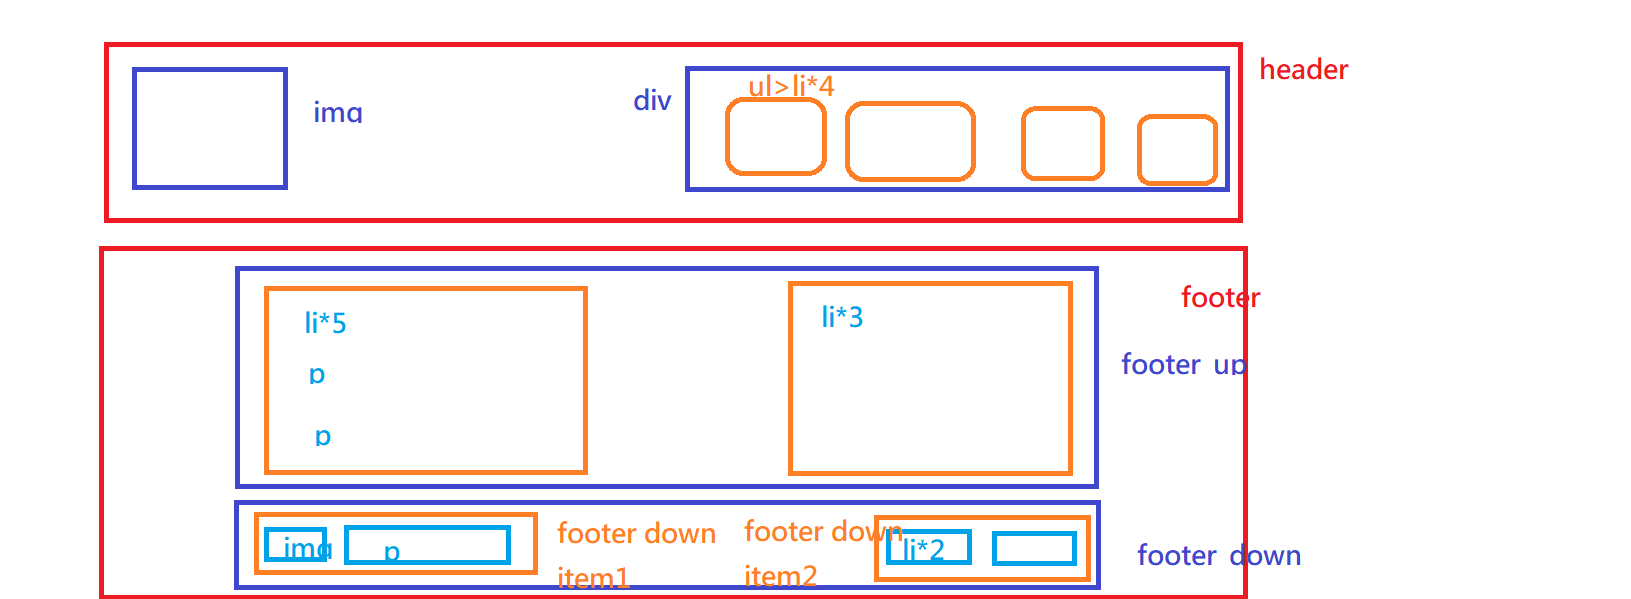 header
img
div
ul>li*4
footer
li*5
li*3
p
footer up
p
footer down
item1
footer down
item2
img
p
li*2
footer down